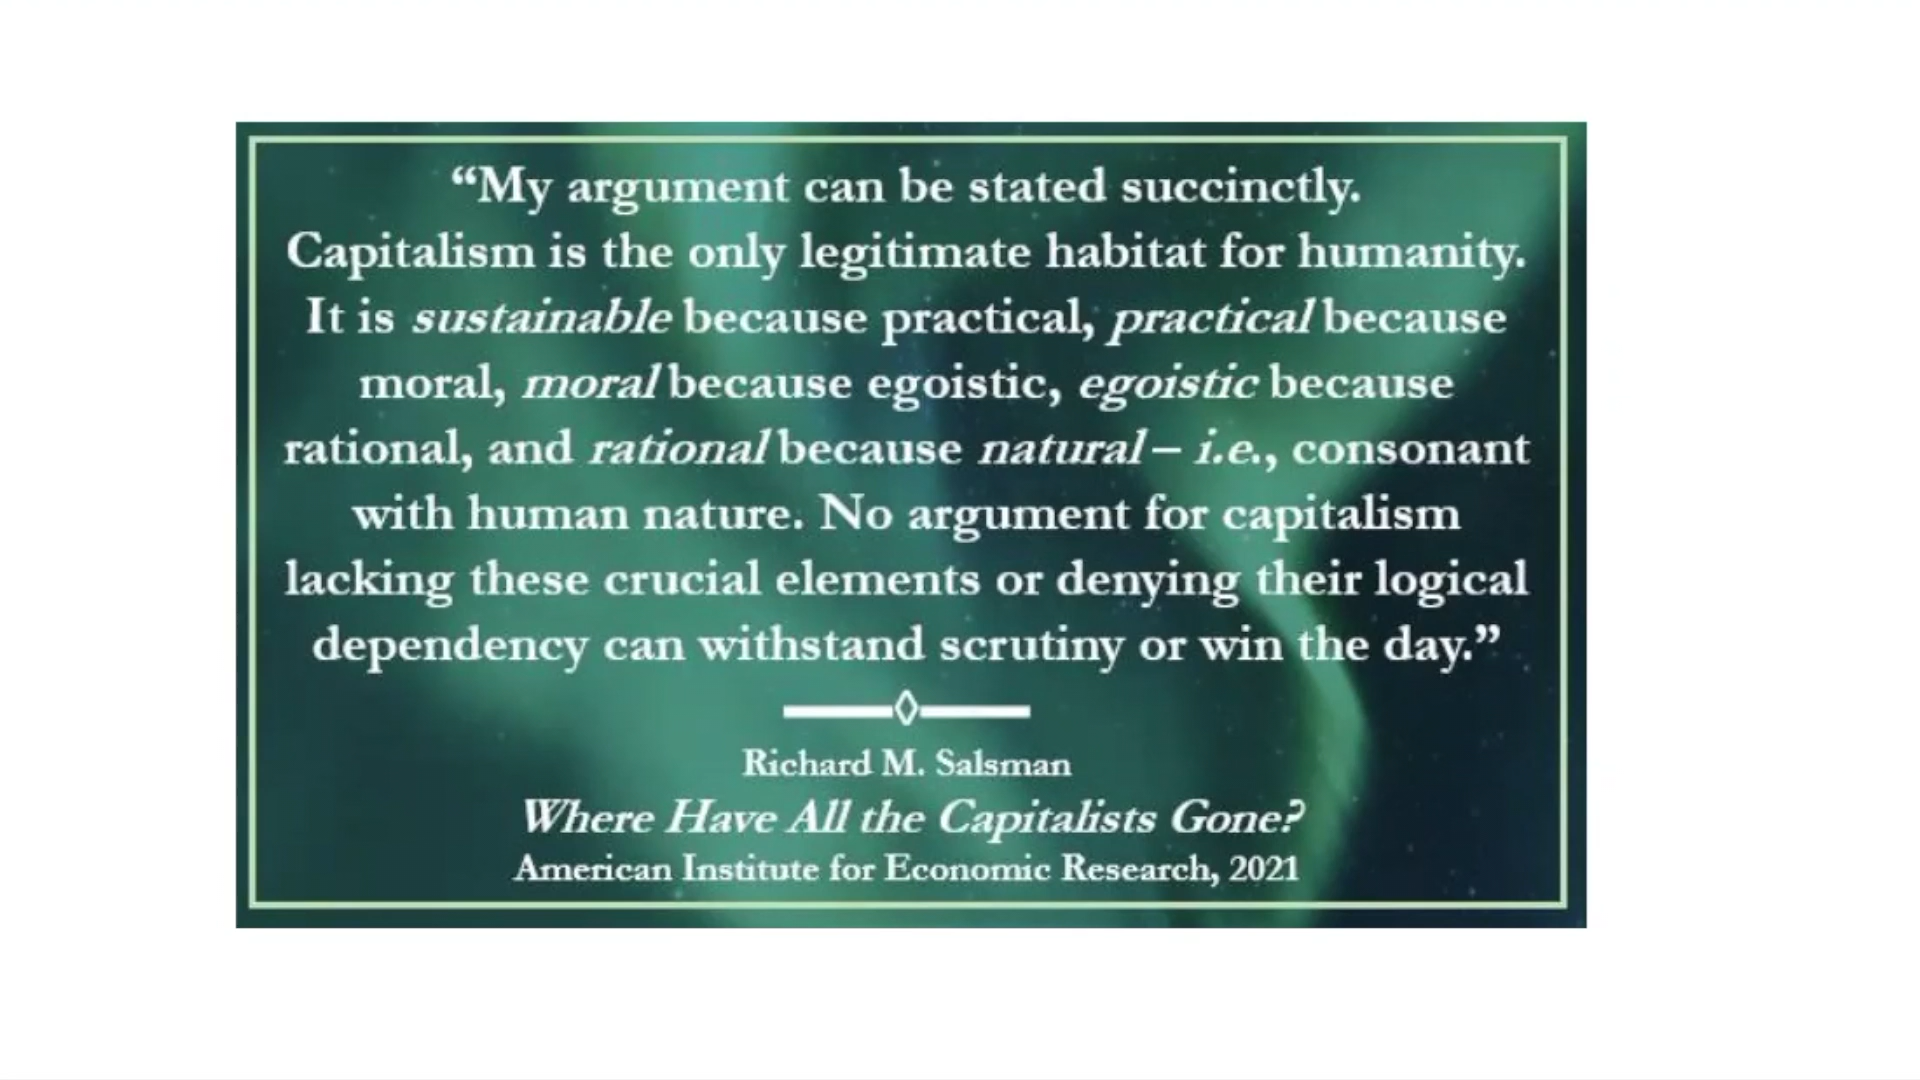 “My argument can be stated succinctly.
Capitalism is the only legitimate habitat for humanity.
It is sustainable because practical, practical because
moral, moral because egoistic, egoistic because
rational, and rational because natural – i.e., consonant
with human nature. No argument for capitalism
lacking these crucial elements or denying their logical
dependency can withstand scrutiny or win the day.”
Richard M. Salsman
Where Have All the Capitalists Gone?
American Institute for Economic Research, 2021